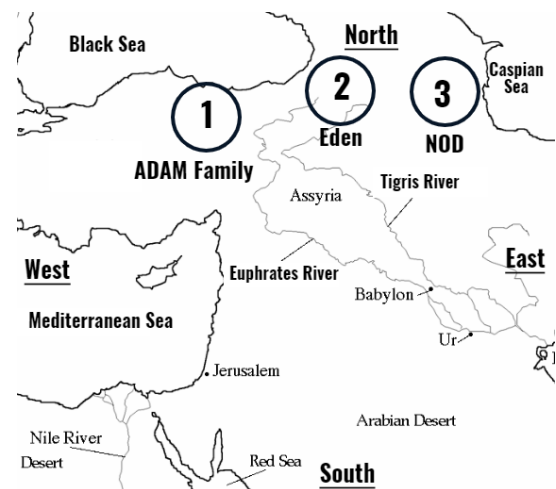 North
Black Sea
Caspian
Sea
1
2
3
Eden
NOD
ADAM Family
Tigris River
Assyria
West
East
Euphrates River
Babylon
Mediterranean Sea
Ur
Jerusalem
Arabian Desert
Nile River
Desert
Red Sea
South